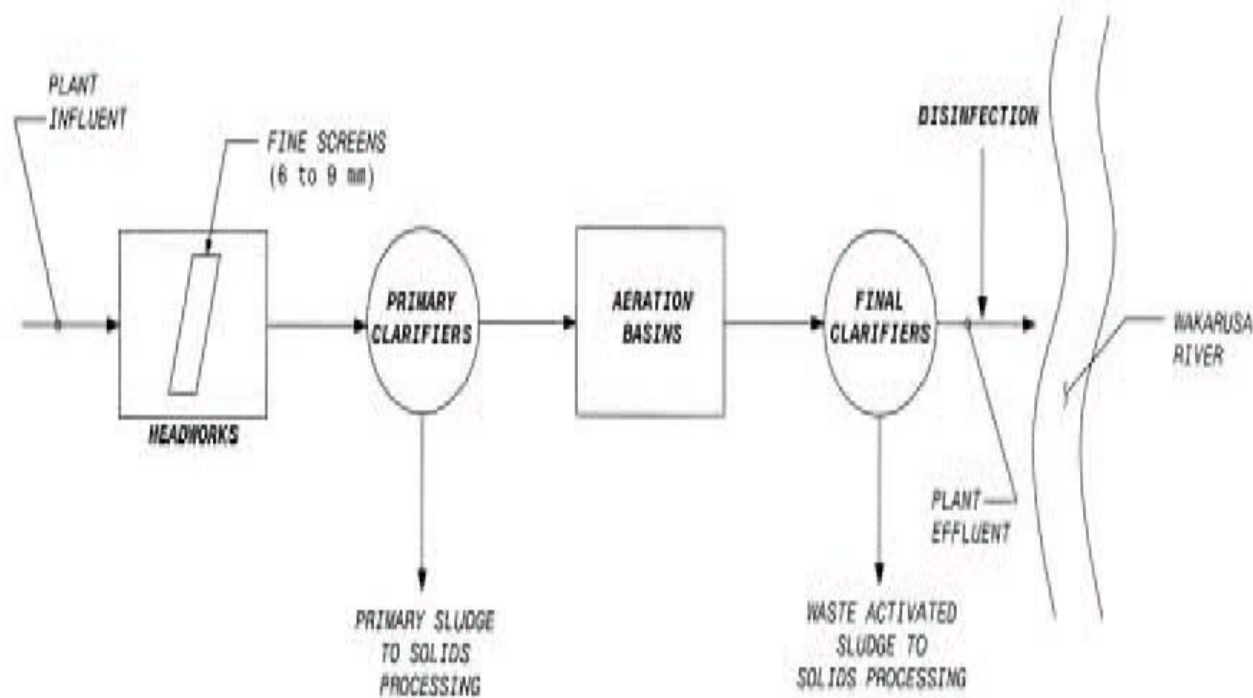 PLANT
INFLUENT
FINE SCREENS
(6 to 9 mm)
HEADWORKS
PRIMARY
CLARIFIERS
PRIMARY SLUDGE
TO SOLIDS
PROCESSING
AERATION
BASINS
FINAL
CLARIFIERS
WASTE ACTIVATED
SLUDGE TO
SOLIDS PROCESSING
DISINFECTION
PLANT
EFFLUENT
WAKARUSA
RIVER